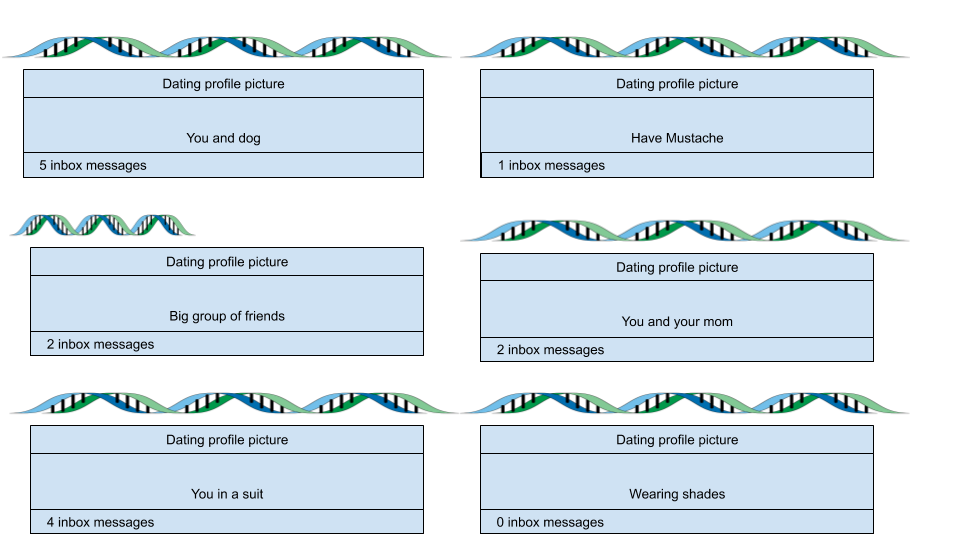 Dating profile picture
You and dog
5 inbox messages
Dating profile picture
Have Mustache
1 inbox messages
Dating profile picture
Big group of friends
2 inbox messages
Dating profile picture
You and your mom
2 inbox messages
Dating profile picture
You in a suit
4 inbox messages
Dating profile picture
Wearing shades
0 inbox messages